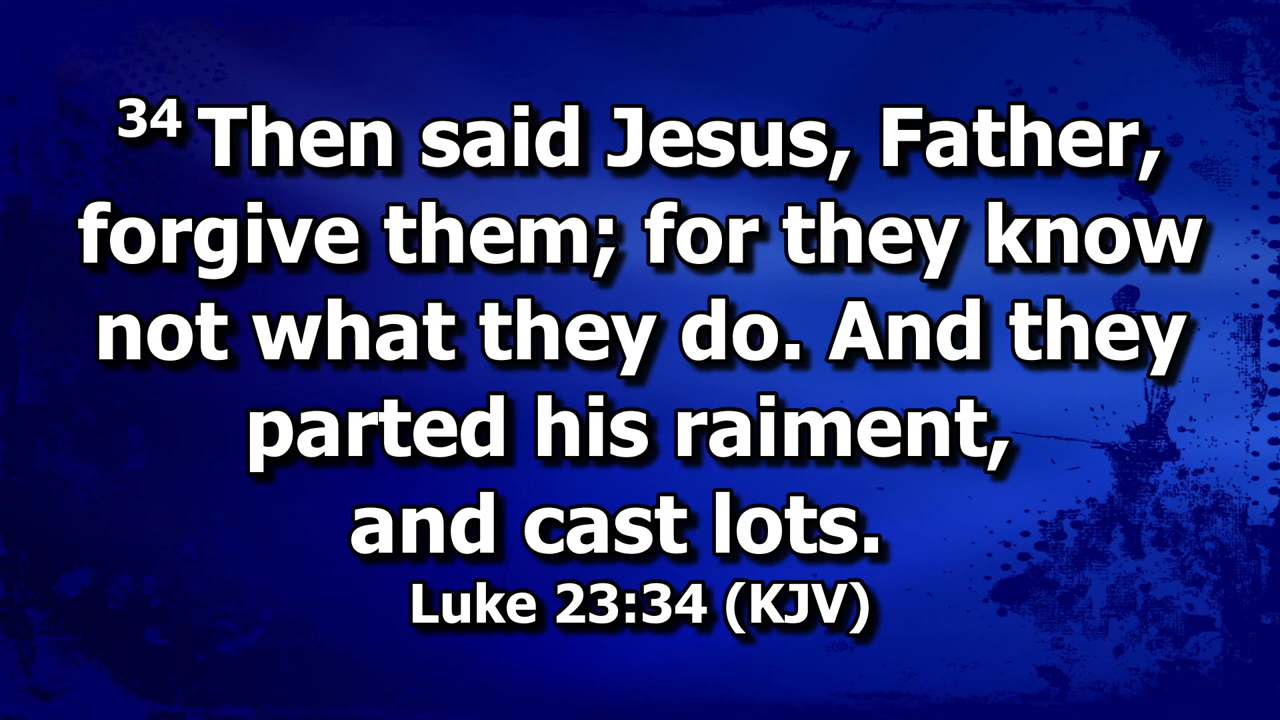 34 Then said Jesus, Father,
forgive them; for they know
not what they do. And they
parted his raiment,
and cast lots.
Luke 23:34 (KJV)